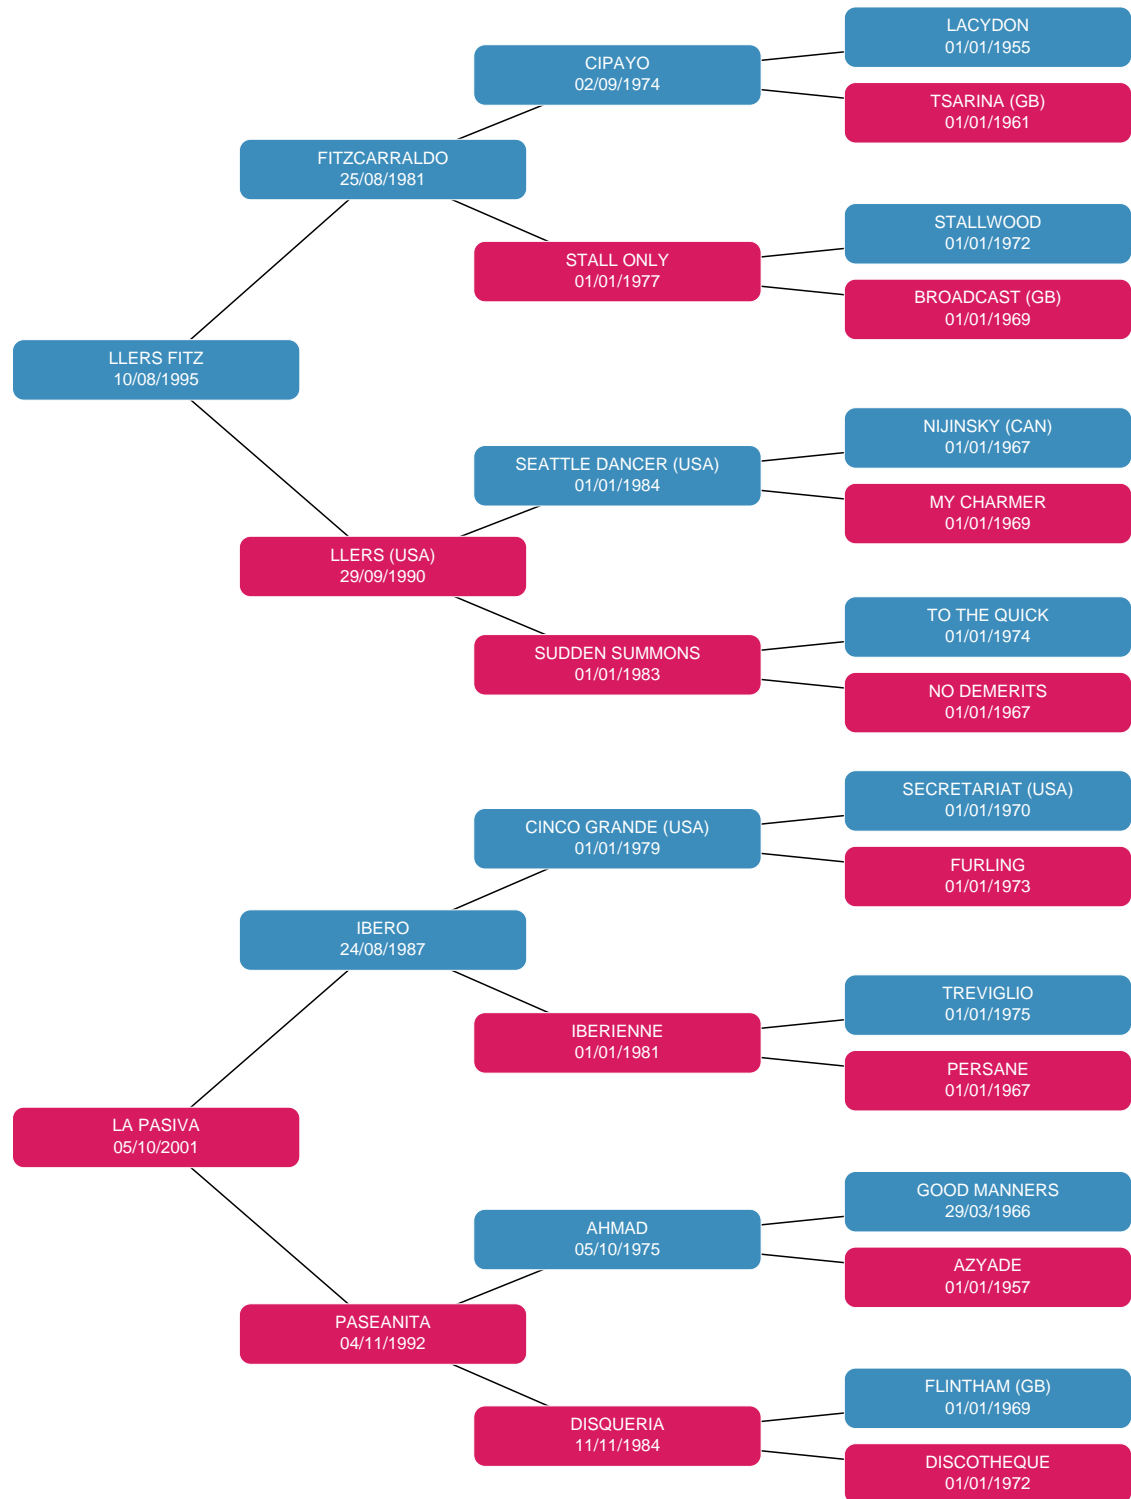 LACYDON
01/01/1955
CIPAYO
02/09/1974
TSARINA (GB)
01/01/1961
FITZCARRALDO
25/08/1981
STALLWOOD
01/01/1972
STALL ONLY
01/01/1977
BROADCAST (GB)
01/01/1969
LLERS FITZ
10/08/1995
NIJINSKY (CAN)
01/01/1967
SEATTLE DANCER (USA)
01/01/1984
MY CHARMER
01/01/1969
LLERS (USA)
29/09/1990
TO THE QUICK
01/01/1974
SUDDEN SUMMONS
01/01/1983
NO DEMERITS
01/01/1967
SECRETARIAT (USA)
01/01/1970
CINCO GRANDE (USA)
01/01/1979
FURLING
01/01/1973
IBERO
24/08/1987
TREVIGLIO
01/01/1975
IBERIENNE
01/01/1981
PERSANE
01/01/1967
LA PASIVA
05/10/2001
GOOD MANNERS
29/03/1966
AHMAD
05/10/1975
AZYADE
01/01/1957
PASEANITA
04/11/1992
FLINTHAM (GB)
01/01/1969
DISQUERIA
11/11/1984
DISCOTHEQUE
01/01/1972